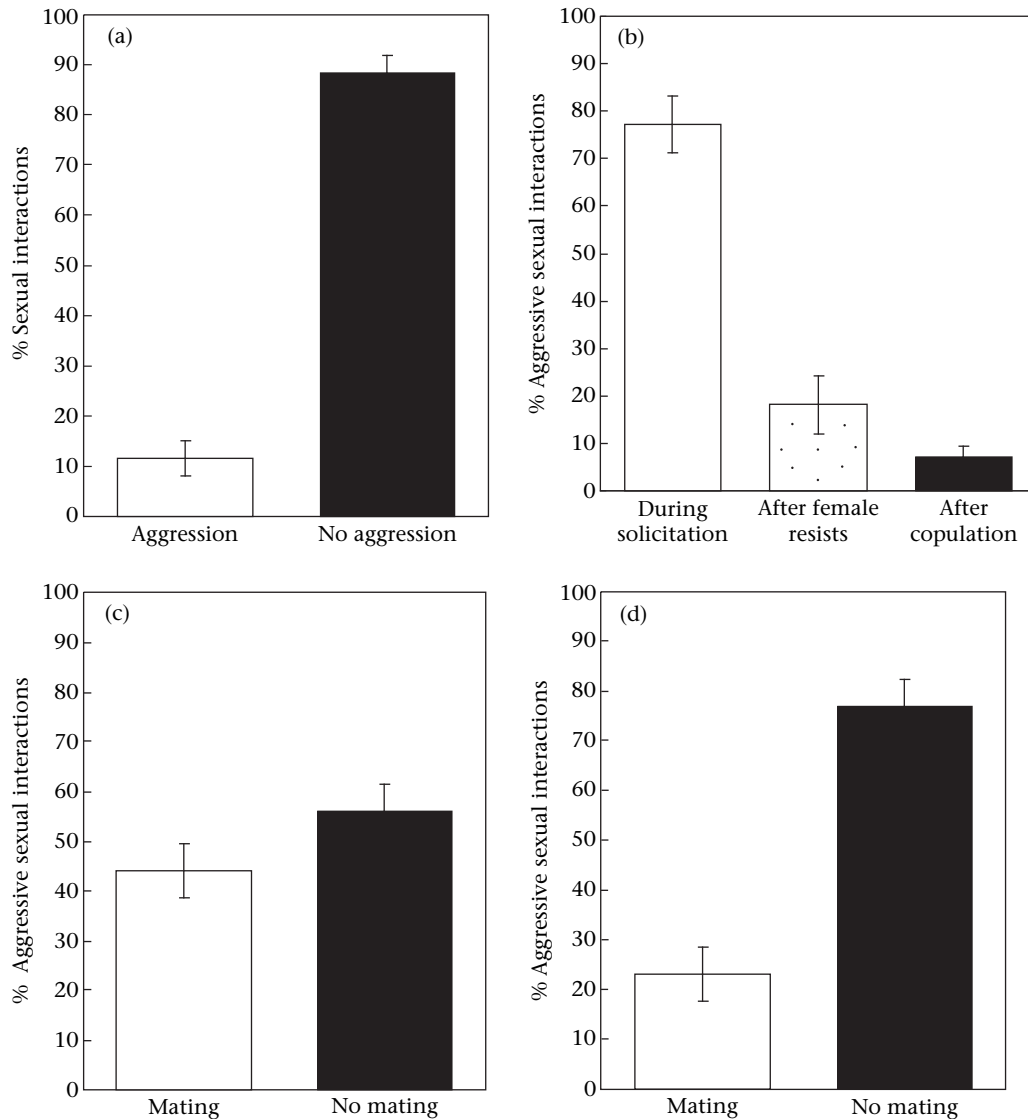 (a)
% Sexual interactions
100
90
80
70
60
50
40
30
20
10
0
Aggression
No aggression
(b)
% Aggressive sexual interactions
100
90
80
70
60
50
40
30
20
10
0
During
solicitation
After female
resists
After
copulation
(c)
% Aggressive sexual interactions
100
90
80
70
60
50
40
30
20
10
0
Mating
No mating
(d)
% Aggressive sexual interactions
100
90
80
70
60
50
40
30
20
10
0
Mating
No mating